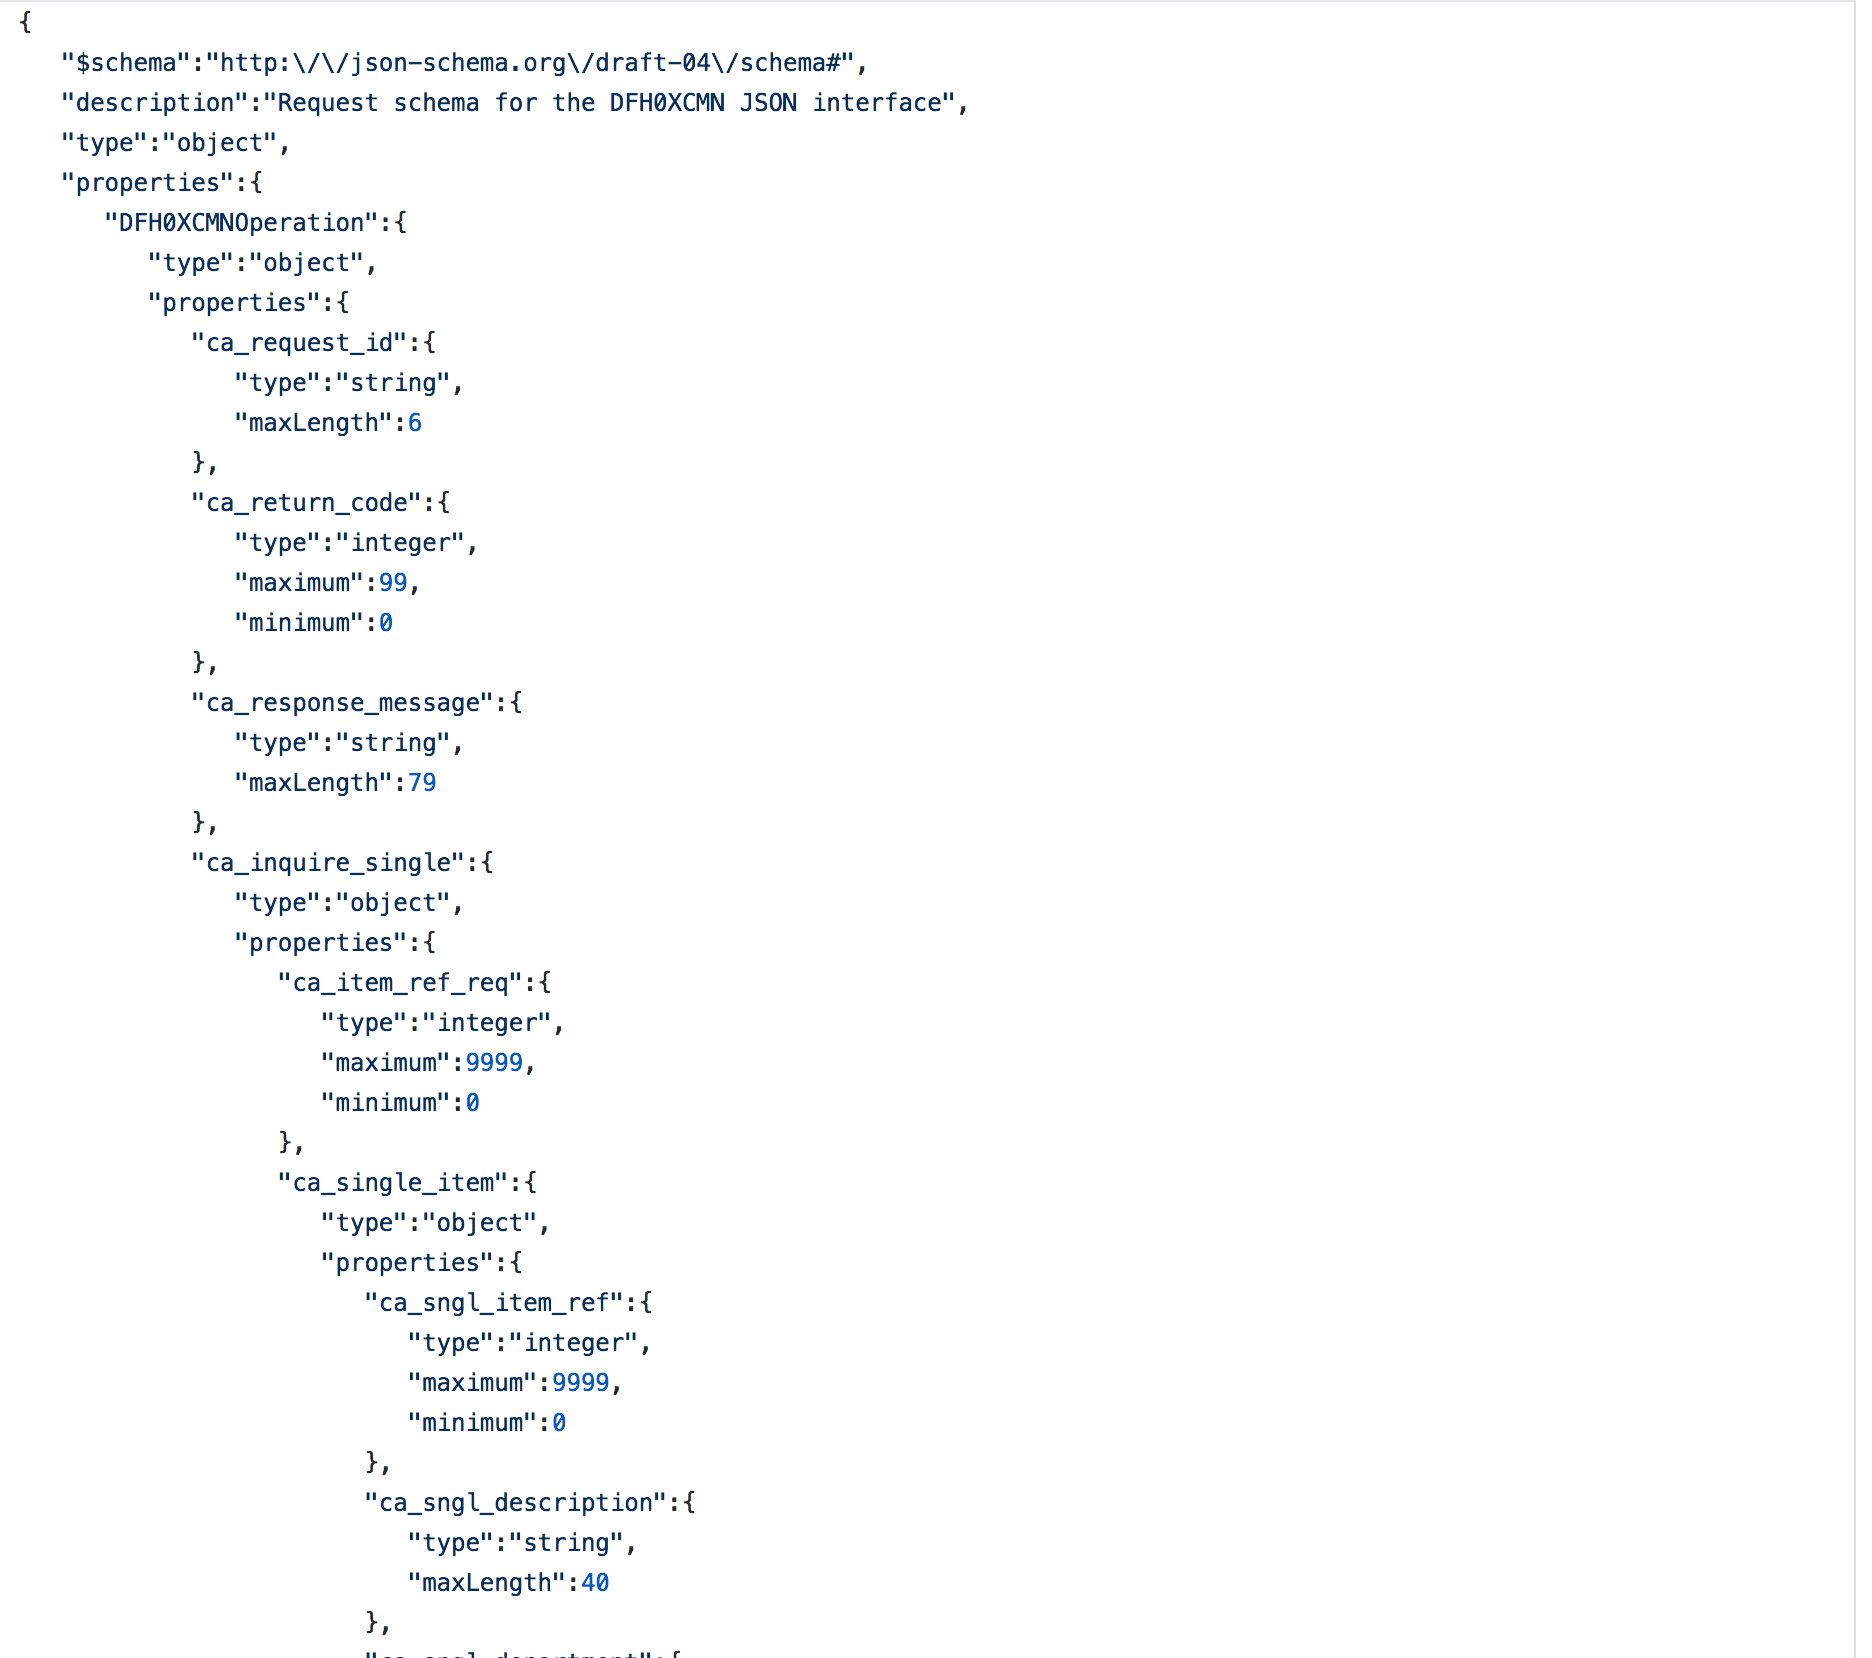 {
   "$schema":"http:\/\/json-schema.org\/draft-04\/schema#",
   "description":"Request schema for the DFH0XCMN JSON interface",
   "type":"object",
   "properties":{
      "DFH0XCMNOperation":{
         "type":"object",
         "properties":{
            "ca_request_id":{
               "type":"string",
               "maxLength":6
            },
            "ca_return_code":{
               "type":"integer",
               "maximum":99,
               "minimum":0
            },
            "ca_response_message":{
               "type":"string",
               "maxLength":79
            },
            "ca_inquire_single":{
               "type":"object",
               "properties":{
                  "ca_item_ref_req":{
                     "type":"integer",
                     "maximum":9999,
                     "minimum":0
                  },
                  "ca_single_item":{
                     "type":"object",
                     "properties":{
                        "ca_sngl_item_ref":{
                           "type":"integer",
                           "maximum":9999,
                           "minimum":0
                        },
                        "ca_sngl_description":{
                           "type":"string",
                           "maxLength":40
                        },
                        "ca_sngl_department":{